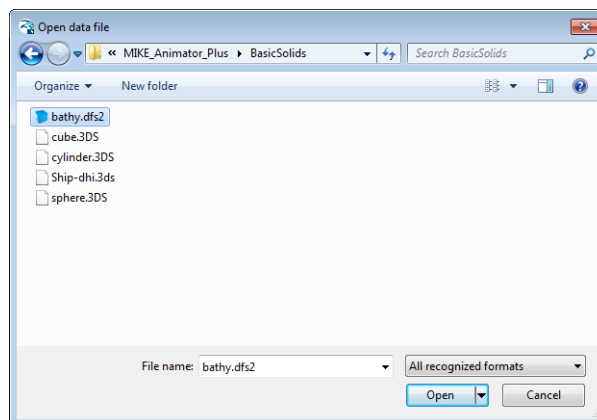 Open data file
« MIKE_Animator_Plus BasicSolids Search BasicSolids
Organize New folder
bathy.dfs2
cube.3DS
cylinder.3DS
Ship-dhi.3ds
sphere.3DS
File name: bathy.dfs2 All recognized formats
Open Cancel